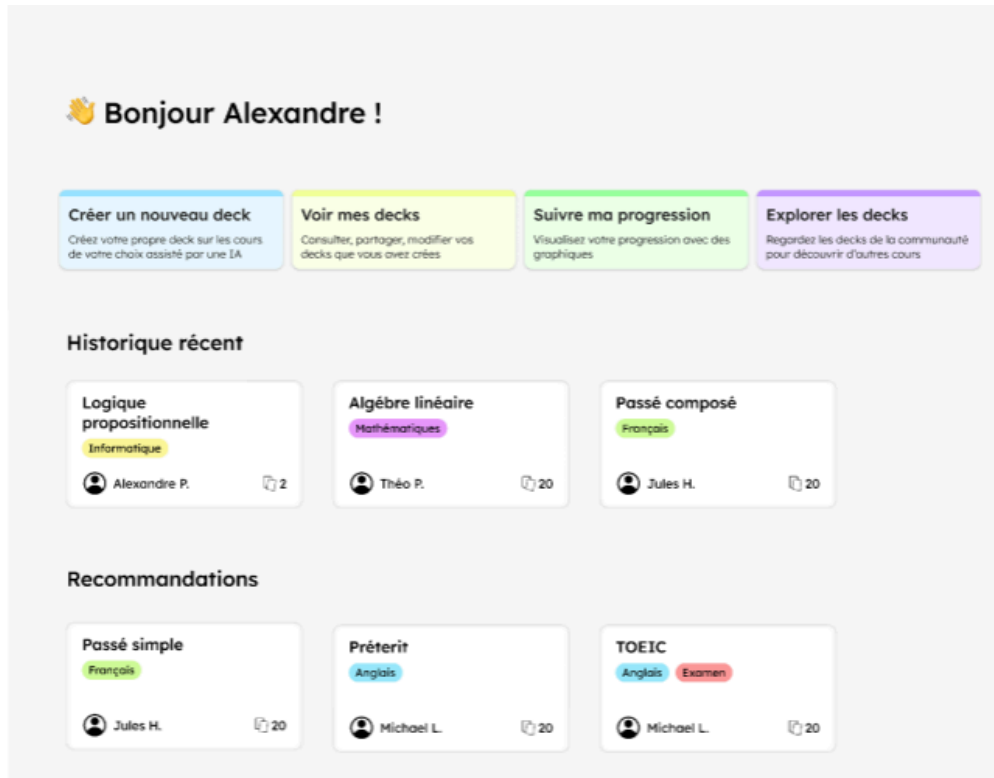 👋 Bonjour Alexandre !
Créer un nouveau deck
Créez votre propre deck sur les cours
de votre choix assisté par une IA
Voir mes decks
Consulter, partager, modifier vos
decks que vous avez crées
Suivre ma progression
Visualisez votre progression avec des
graphiques
Explorer les decks
Regardez les decks de la communauté
pour découvrir d'autres cours
Historique récent
Logique
propositionnelle
Informatique
Alexandre P.
2
Algébre linéaire
Mathématiques
Théo P.
20
Passé composé
Français
Jules H.
20
Recommandations
Passé simple
Français
Jules H.
20
Préterit
Anglais
Michael L.
20
TOEIC
Anglais
Examen
Michael L.
20